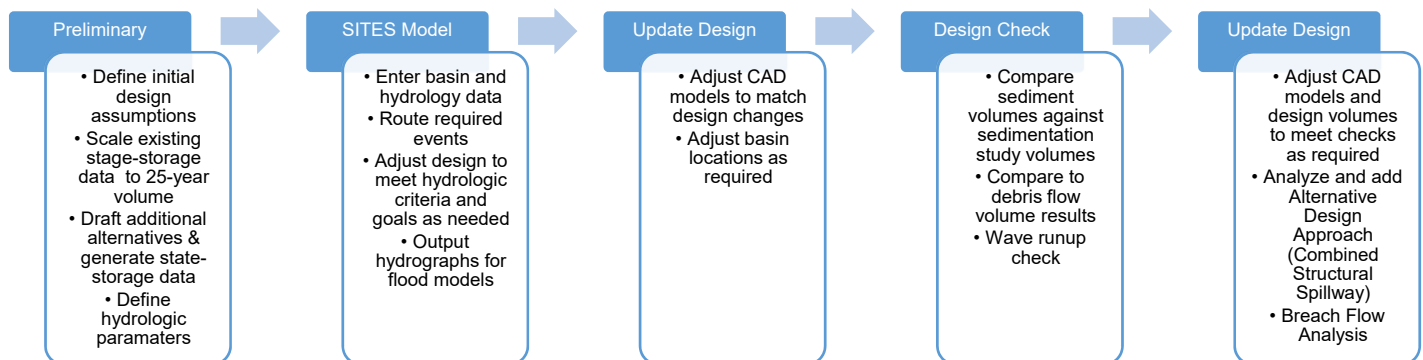 Preliminary
• Define initial
design
assumptions
• Scale existing
stage-storage
data to 25-year
volume
• Draft additional
alternatives &
generate state-
storage data
• Define
hydrologic
paramaters
SITES Model
• Enter basin and
hydrology data
• Route required
events
• Adjust design to
meet hydrologic
criteria and
goals as needed
• Output
hydrographs for
flood models
Update Design
• Adjust CAD
models to match
design changes
• Adjust basin
locations as
required
Design Check
• Compare
sediment
volumes against
sedimentation
study volumes
• Compare to
debris flow
volume results
• Wave runup
check
Update Design
• Adjust CAD
models and
design volumes
to meet checks
as required
• Analyze and add
Alternative
Design
Approach
(Combined
Structural
Spillway)
• Breach Flow
Analysis